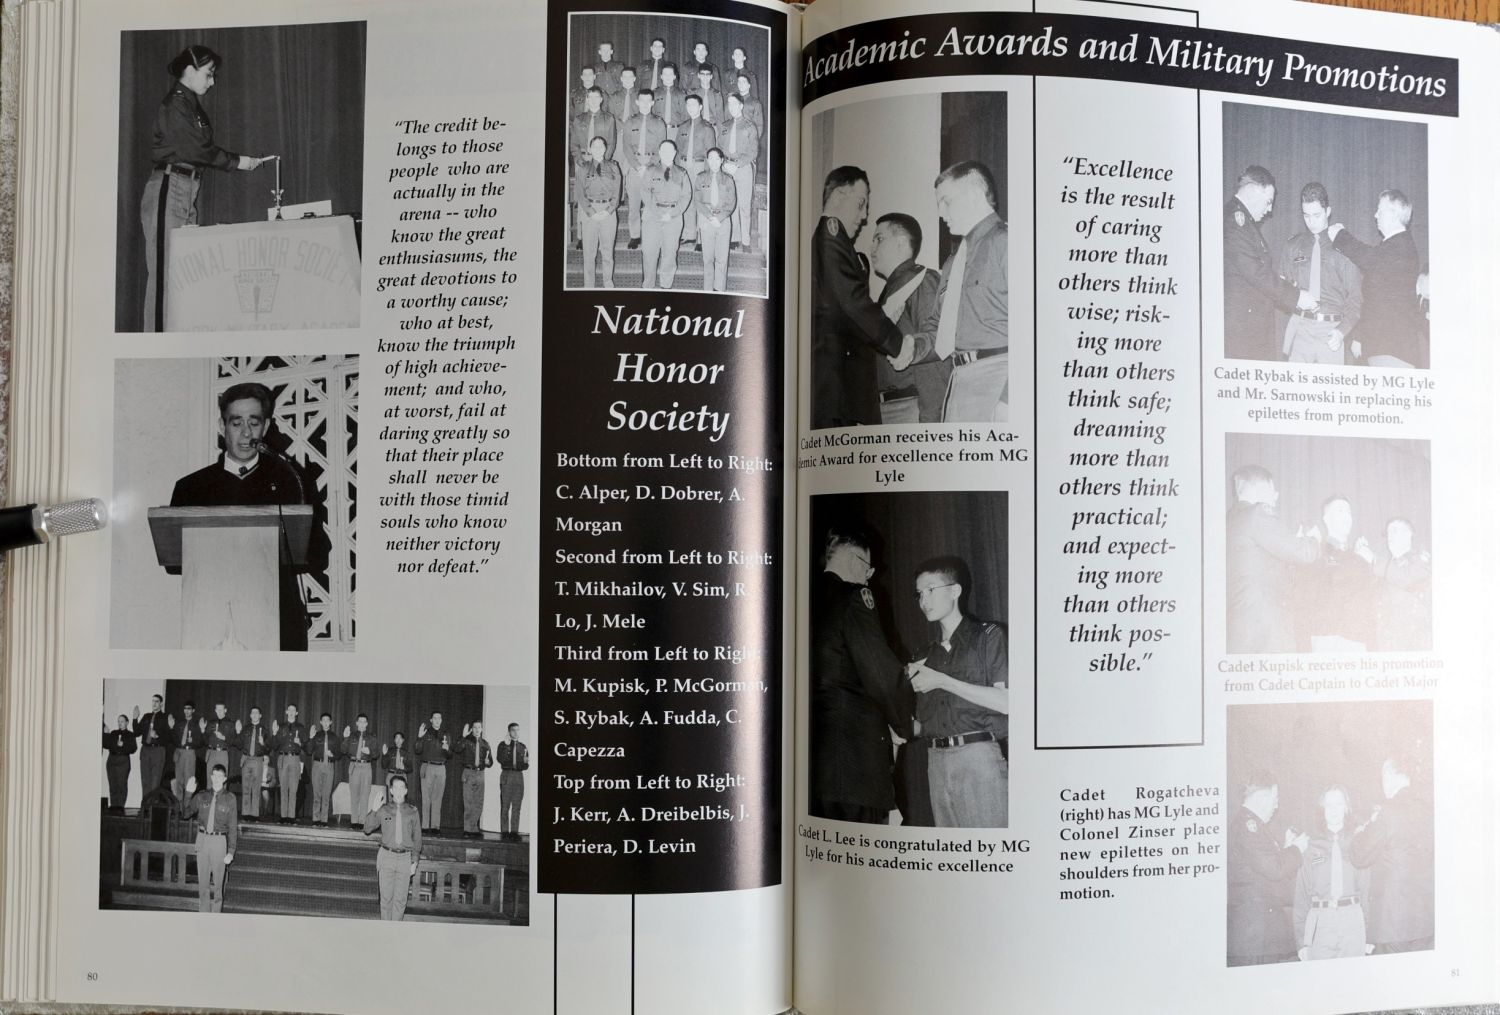 “The credit be-
longs to those
people who are
actually in the
arena -- who
know the great
enthusiasums, the
great devotions to
a worthy cause;
who at best,
know the triumph
of high achieve-
ment; and who,
at worst, fail at
daring greatly so
that their place
shall never be
with those timid
souls who know
neither victory
nor defeat.”
NATIONAL HONOR SOCIETY
MILITARY
80
National
Honor
Society
Bottom from Left to Right:
C. Alper, D. Dobrer, A.
Morgan
Second from Left to Right:
T. Mikhailov, V. Sim, R.
Lo, J. Mele
Third from Left to Right:
M. Kupisk, P. McGorman,
S. Rybak, A. Fudda, C.
Capezza
Top from Left to Right:
J. Kerr, A. Dreibelbis, J.
Periera, D. Levin
Academic Awards and Military Promotions
Cadet McGorman receives his Aca-
demic Award for excellence from MG
Lyle
Cadet L. Lee is congratulated by MG
Lyle for his academic excellence
“Excellence
is the result
of caring
more than
others think
wise; risk-
ing more
than others
think safe;
dreaming
more than
others think
practical;
and expect-
ing more
than others
think pos-
sible.”
Cadet Rogatcheva
(right) has MG Lyle and
Colonel Zinser place
new epilettes on her
shoulders from her pro-
motion.
Cadet Rybak is assisted by MG Lyle
and Mr. Sarnowski in replacing his
epilettes from promotion.
Cadet Kupisk receives his promotion
from Cadet Captain to Cadet Major
81